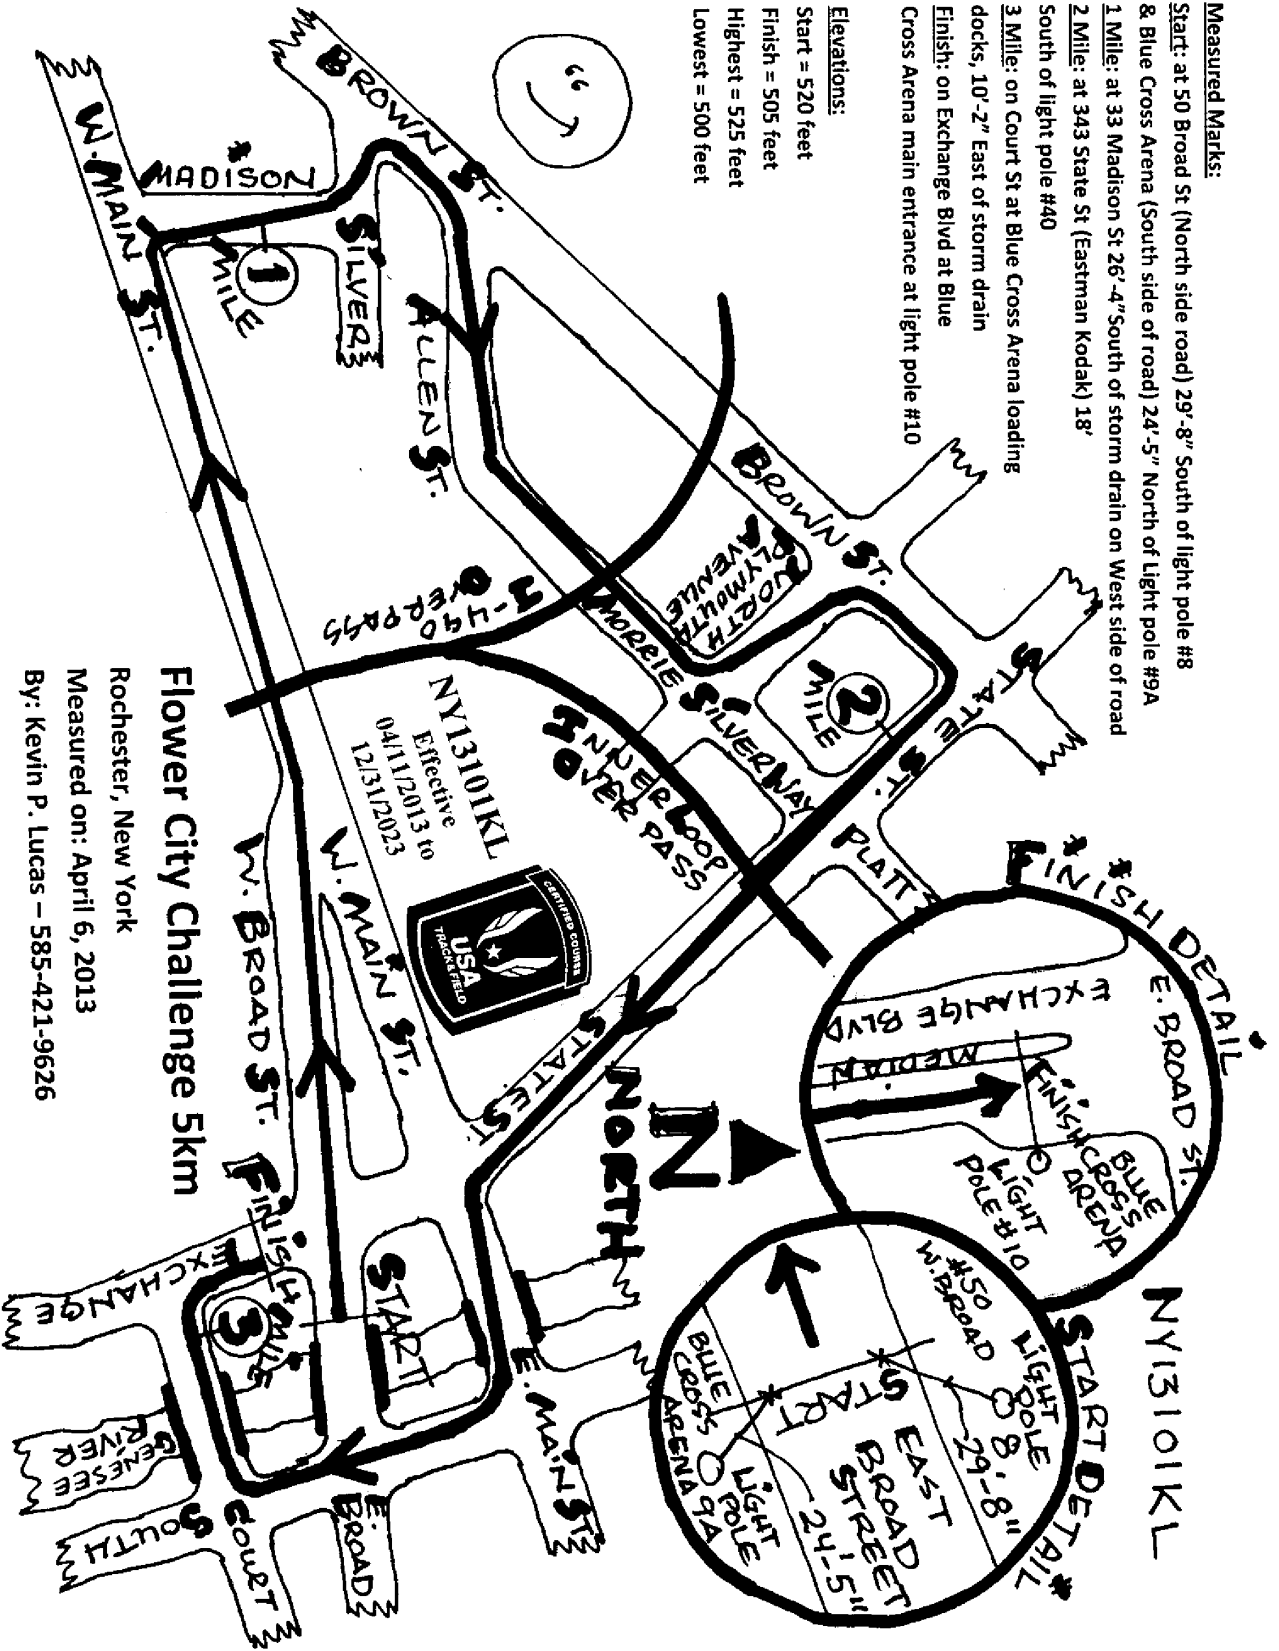 Measured Marks:
Start: at 50 Broad St (North side road) 29'-8" South of light pole #8
& Blue Cross Arena (South side of road) 24'-5" North of Light pole #9A
1 Mile: at 33 Madison St 26'-4" South of storm drain on West side of road
2 Mile: at 343 State St (Eastman Kodak) 18'
South of light pole #40
3 Mile: on Court St at Blue Cross Arena loading
docks, 10'-2" East of storm drain
Finish: on Exchange Blvd at Blue
Cross Arena main entrance at light pole #10
Elevations:
Start = 520 feet
Finish = 505 feet
Highest = 525 feet
Lowest = 500 feet
NY13101KL
FINISH DETAIL
E. BROAD ST.
EXCHANGE BLVD
MEDIAN
FINISH
BLUE
CROSS
ARENA
LIGHT
POLE #10
START DETAIL
#50
W. BROAD
LIGHT
POLE
8
29'-8"
START
EAST
BROAD
STREET
24'-5"
BLUE
CROSS
ARENA
LIGHT
POLE
9A
NORTH
N
BROWN ST.
BROWN ST.
STATE ST.
PLATT ST
NORTH
PLYMOUTH
AVENUE
2
MILE
MORRIE SILVER WAY
INNER LOOP
OVER PASS
I-490
OVERPASS
ALLEN ST.
SILVER
MADISON
1
MILE
W. MAIN ST.
W. MAIN ST.
W. BROAD ST.
STATE ST.
E. MAIN ST.
START
FINISH
3
MILE
EXCHANGE
E.
BROAD
COURT
SOUTH
GENESEE
RIVER
NY13101KL
Effective
04/11/2013 to
12/31/2023
CERTIFIED COURSE
USA
TRACK & FIELD
Flower City Challenge 5km
Rochester, New York
Measured on: April 6, 2013
By: Kevin P. Lucas – 585-421-9626